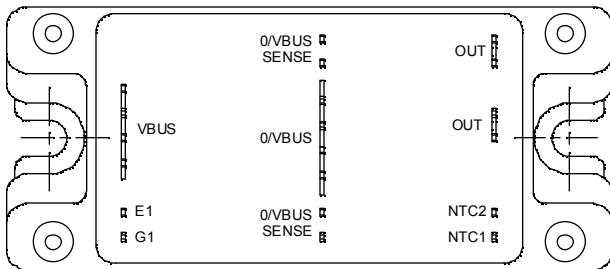 0/VBUS
SENSE
OUT
VBUS
0/VBUS
OUT
E1
G1
0/VBUS
SENSE
NTC2
NTC1